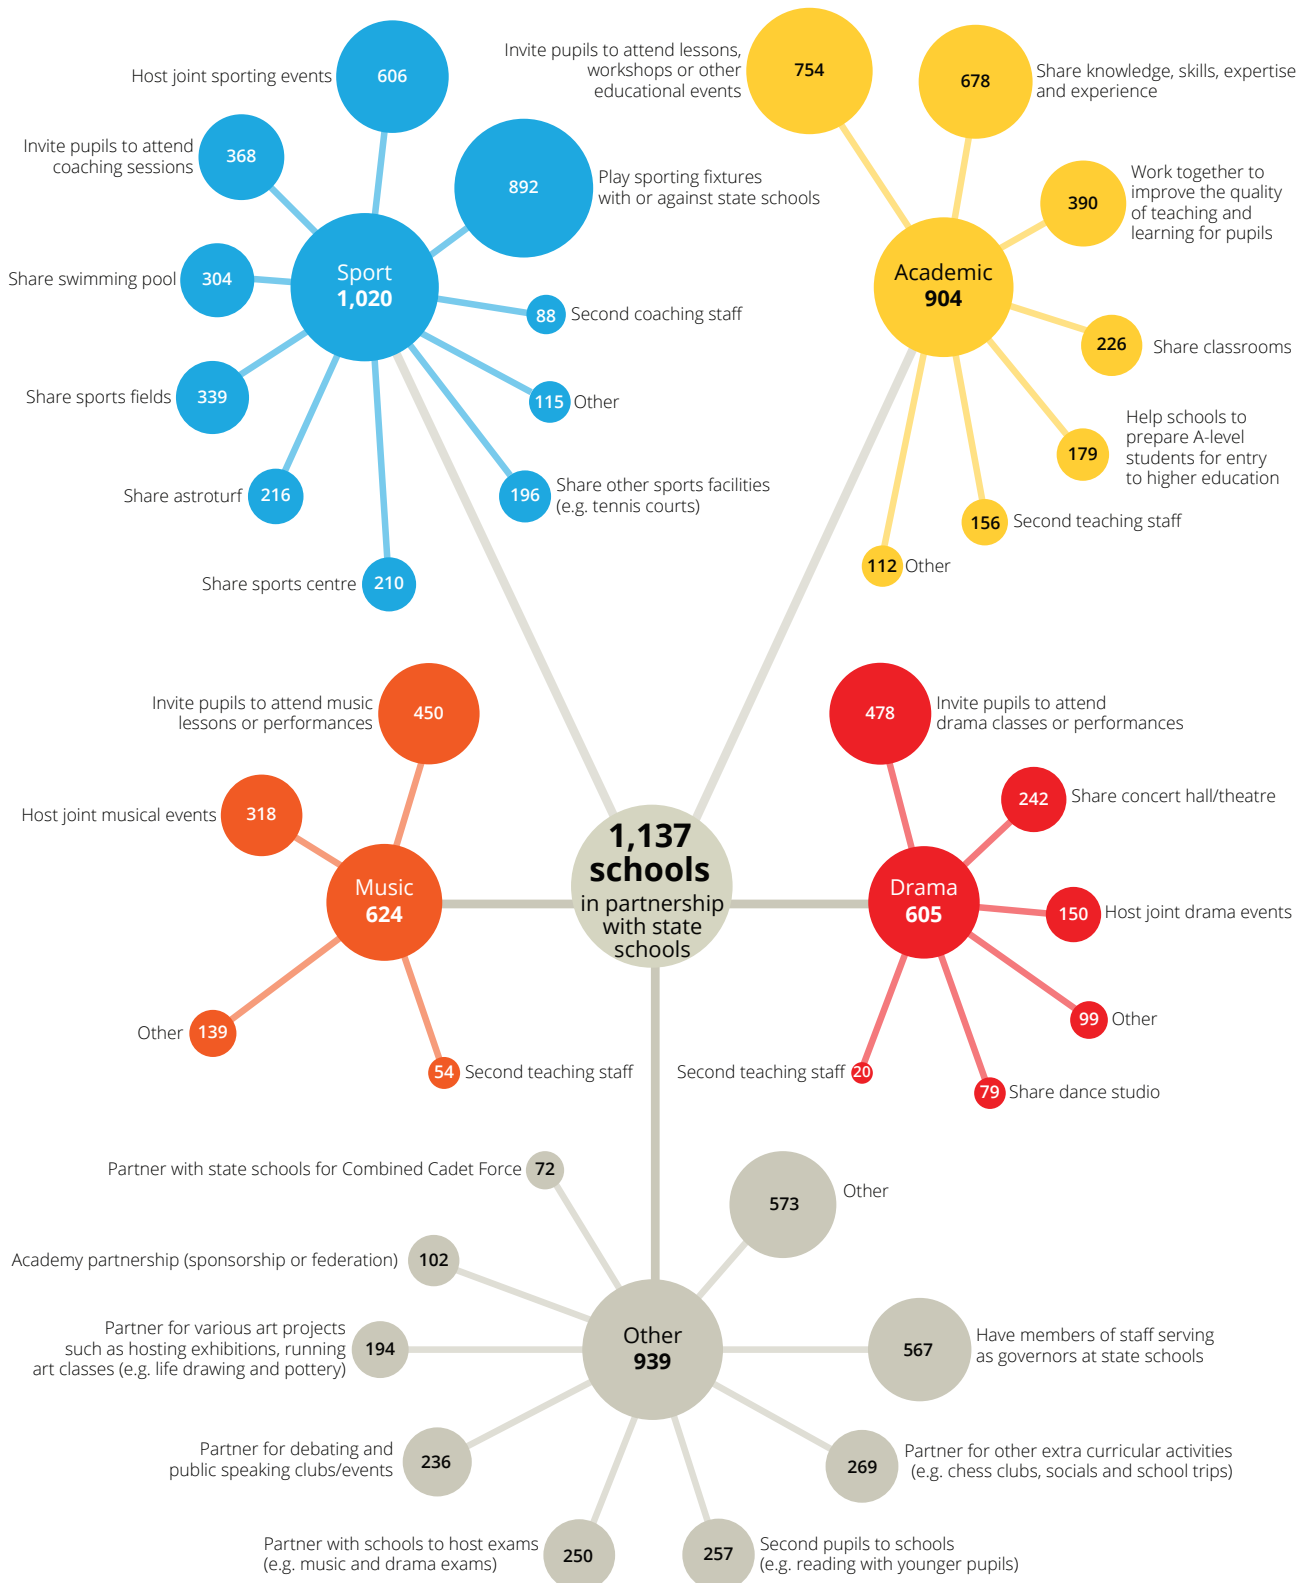 Host joint sporting events
606
Invite pupils to attend
coaching sessions
368
892
Play sporting fixtures
with or against state schools
Share swimming pool
304
Sport
1,020
88
Second coaching staff
Share sports fields
339
115
Other
Share astroturf
216
196
Share other sports facilities
(e.g. tennis courts)
Share sports centre
210
Invite pupils to attend lessons,
workshops or other
educational events
754
678
Share knowledge, skills, expertise
and experience
390
Work together to
improve the quality
of teaching and
learning for pupils
Academic
904
226
Share classrooms
179
Help schools to
prepare A-level
students for entry
to higher education
156
Second teaching staff
112
Other
Invite pupils to attend music
lessons or performances
450
Host joint musical events
318
Music
624
Other
139
54
Second teaching staff
1,137
schools
in partnership
with state
schools
478
Invite pupils to attend
drama classes or performances
242
Share concert hall/theatre
Drama
605
150
Host joint drama events
99
Other
Second teaching staff
20
79
Share dance studio
Partner with state schools for Combined Cadet Force
72
573
Other
Academy partnership (sponsorship or federation)
102
Partner for various art projects
such as hosting exhibitions, running
art classes (e.g. life drawing and pottery)
194
Other
939
567
Have members of staff serving
as governors at state schools
Partner for debating and
public speaking clubs/events
236
269
Partner for other extra curricular activities
(e.g. chess clubs, socials and school trips)
Partner with schools to host exams
(e.g. music and drama exams)
250
257
Second pupils to schools
(e.g. reading with younger pupils)